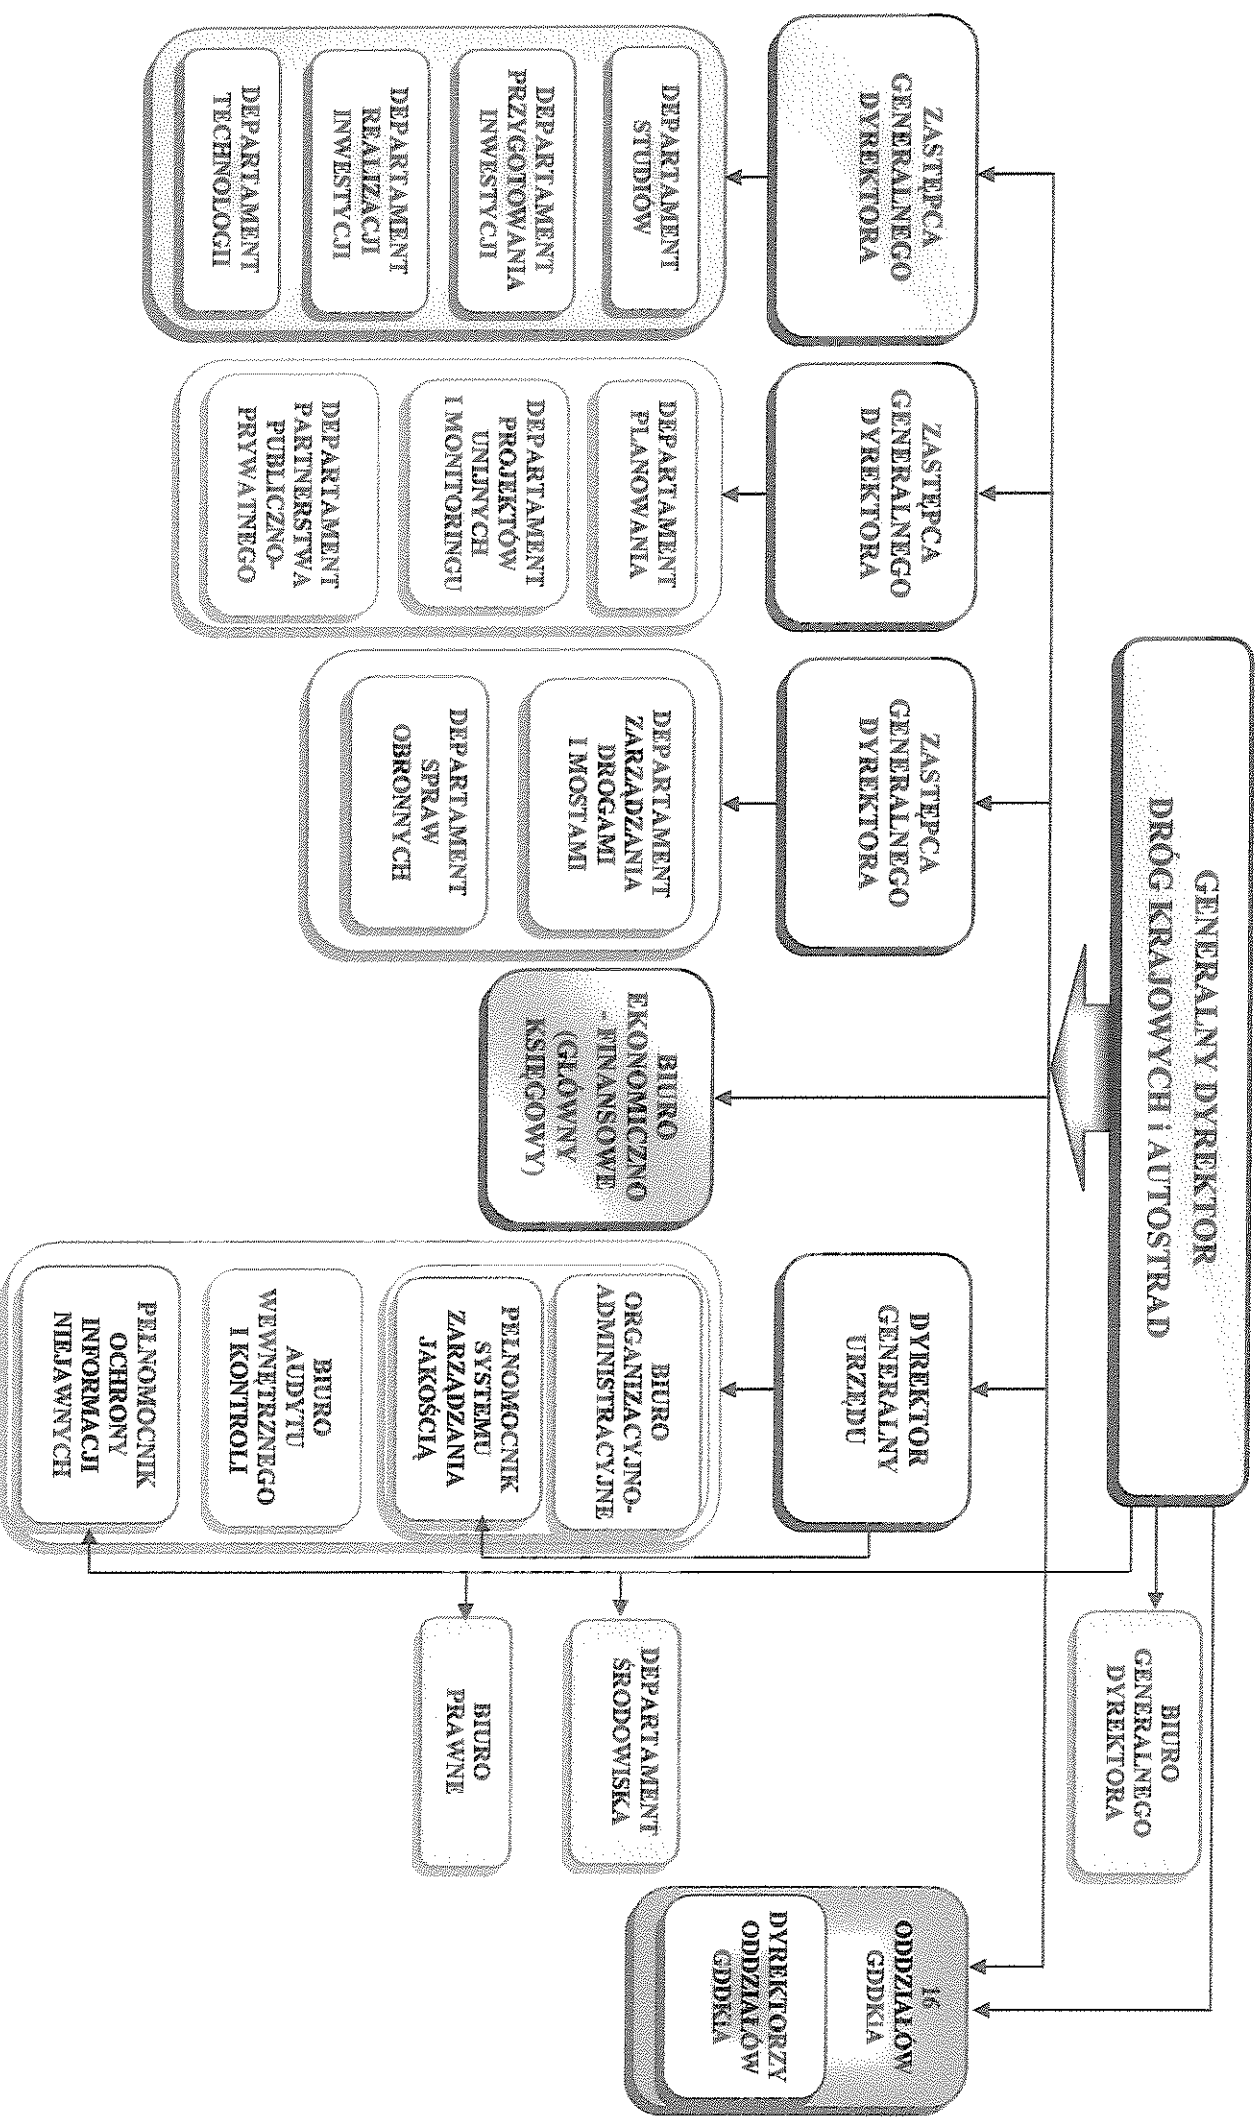 GENERALNY DYREKTOR
DRÓG KRAJOWYCH i AUTOSTRAD
BIURO
GENERALNEGO
DYREKTORA
ZASTĘPCA
GENERALNEGO
DYREKTORA
ZASTĘPCA
GENERALNEGO
DYREKTORA
ZASTĘPCA
GENERALNEGO
DYREKTORA
DYREKTOR
GENERALNY
URZĘDU
16
ODDZIAŁÓW
GDDKiA
DYREKTORZY
ODDZIAŁÓW
GDDKiA
DEPARTAMENT
STUDIÓW
DEPARTAMENT
PRZYGOTOWANIA
INWESTYCJI
DEPARTAMENT
REALIZACJI
INWESTYCJI
DEPARTAMENT
TECHNOLOGII
DEPARTAMENT
PLANOWANIA
DEPARTAMENT
PROJEKTÓW
UNIJNYCH
I MONITORINGU
DEPARTAMENT
PARTNERSTWA
PUBLICZNO-
PRYWATNEGO
DEPARTAMENT
ZARZĄDZANIA
DROGAMI
I MOSTAMI
DEPARTAMENT
SPRAW
OBRONNYCH
BIURO
EKONOMICZNO
- FINANSOWE
(GŁÓWNY
KSIĘGOWY)
BIURO
ORGANIZACYJNO-
ADMINISTRACYJNE
PEŁNOMOCNIK
SYSTEMU
ZARZĄDZANIA
JAKOŚCIĄ
BIURO
AUDYTU
WEWNĘTRZNEGO
I KONTROLI
PEŁNOMOCNIK
OCHRONY
INFORMACJI
NIEJAWNYCH
DEPARTAMENT
ŚRODOWISKA
BIURO
PRAWNE